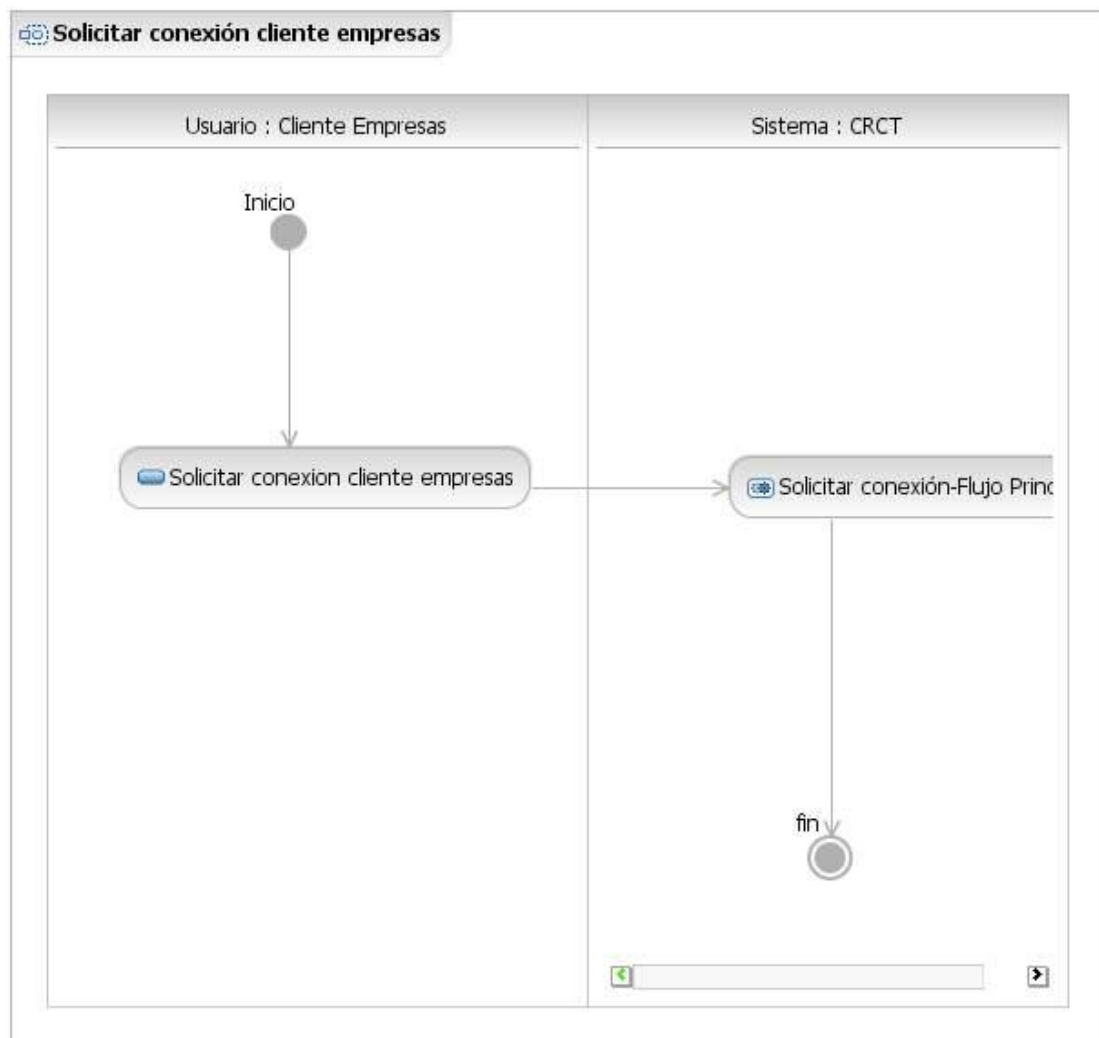 Solicitar conexión cliente empresas
Usuario : Cliente Empresas
Sistema : CRCT
Inicio
Solicitar conexion cliente empresas
Solicitar conexión-Flujo Princ
fin